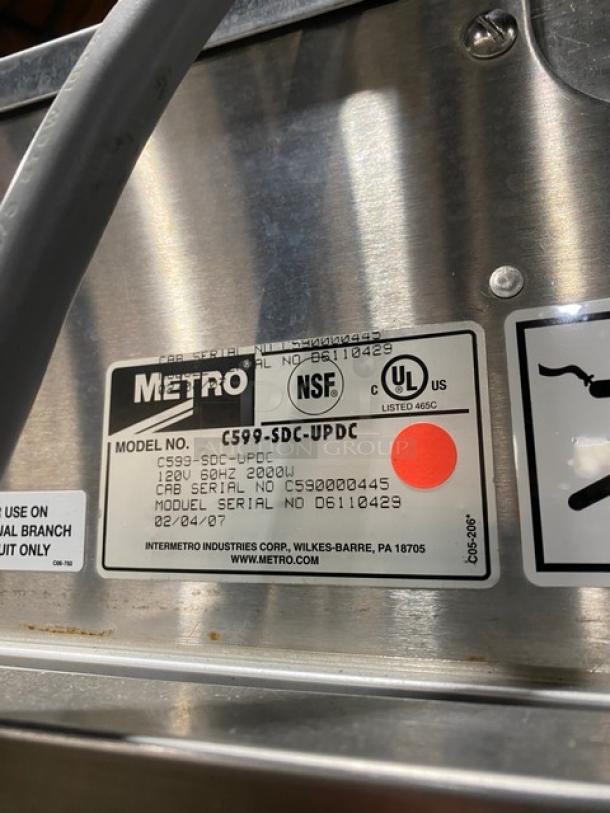 CAB SERIAL NO C590000445
AL NO D6110429
METRO®
NSF®
C UL® US
LISTED 465C
MODEL NO. C599-SDC-UPDC
C599-SDC-UPDC
120V 60HZ 2000W
CAB SERIAL NO C590000445
MODUEL SERIAL NO D6110429
02/04/07
INTERMETRO INDUSTRIES CORP., WILKES-BARRE, PA 18705
WWW.METRO.COM
C05-206*
USE ON
UAL BRANCH
UIT ONLY
GROUP